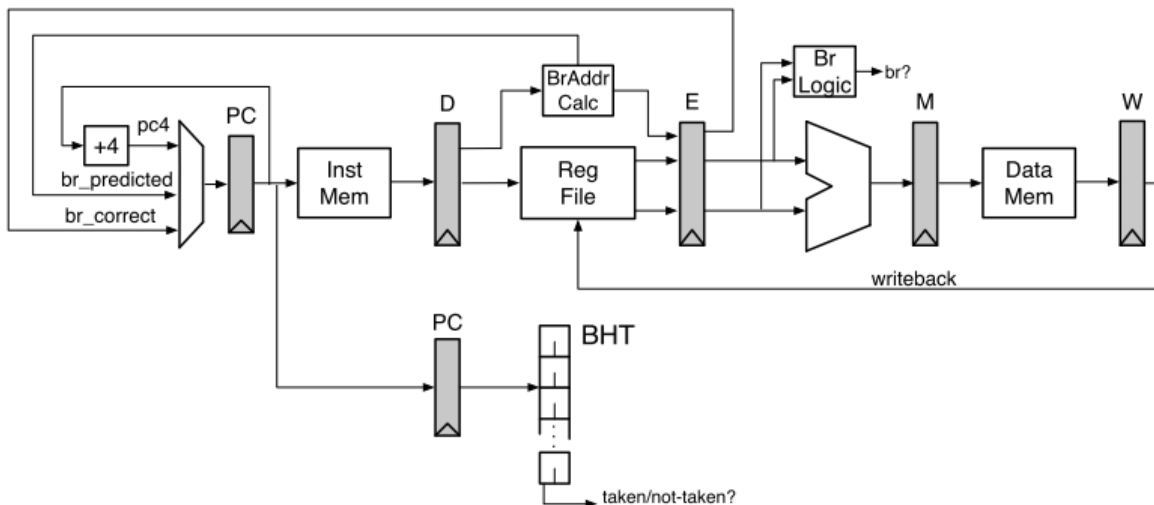 Br
Logic
br?
BrAddr
Calc
PC
D
E
M
W
pc4
+4
br_predicted
br_correct
Inst
Mem
Reg
File
Data
Mem
writeback
PC
BHT
taken/not-taken?